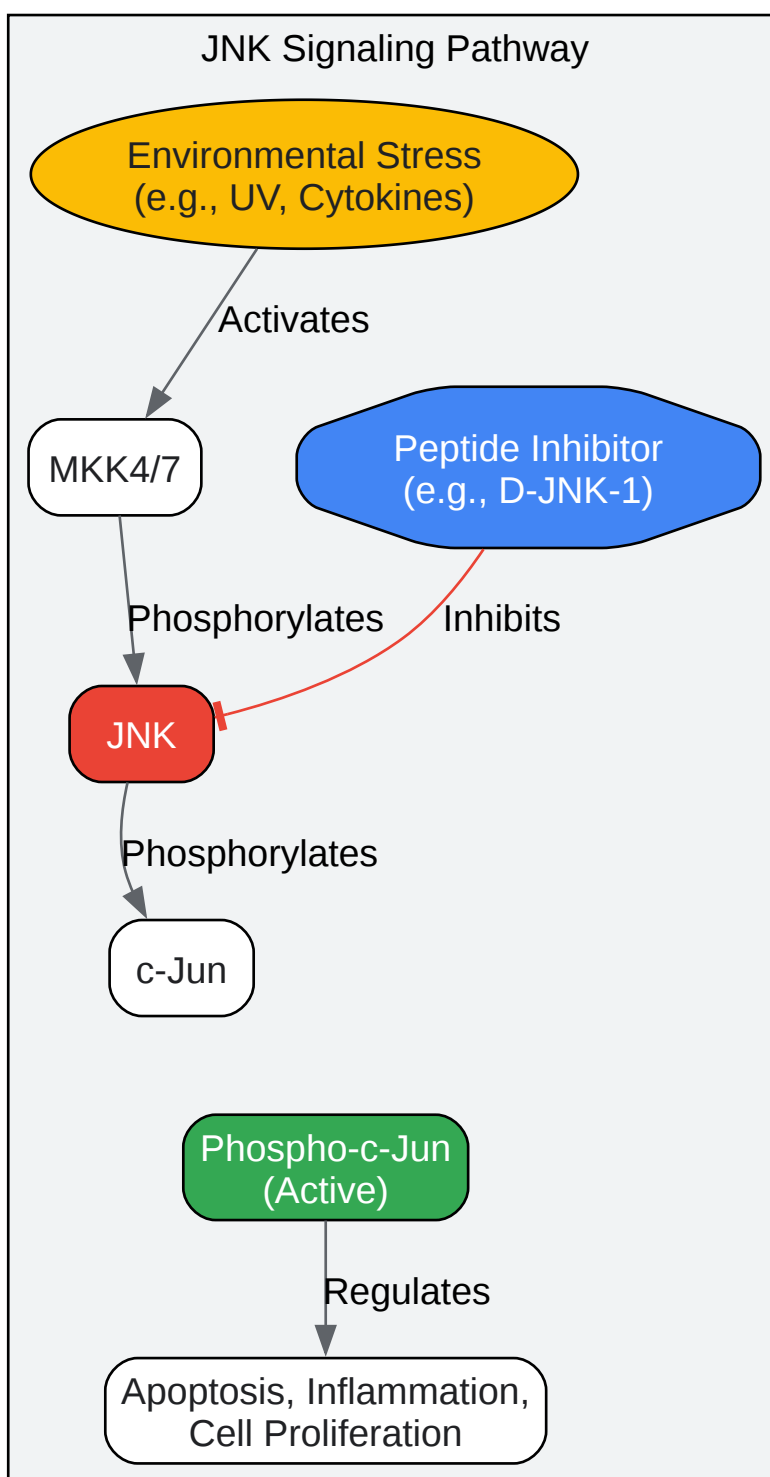 JNK Signaling Pathway
Environmental Stress
(e.g., UV, Cytokines)
Activates
MKK4/7
Peptide Inhibitor
(e.g., D-JNK-1)
Phosphorylates
Inhibits
JNK
Phosphorylates
c-Jun
Phospho-c-Jun
(Active)
Regulates
Apoptosis, Inflammation,
Cell Proliferation